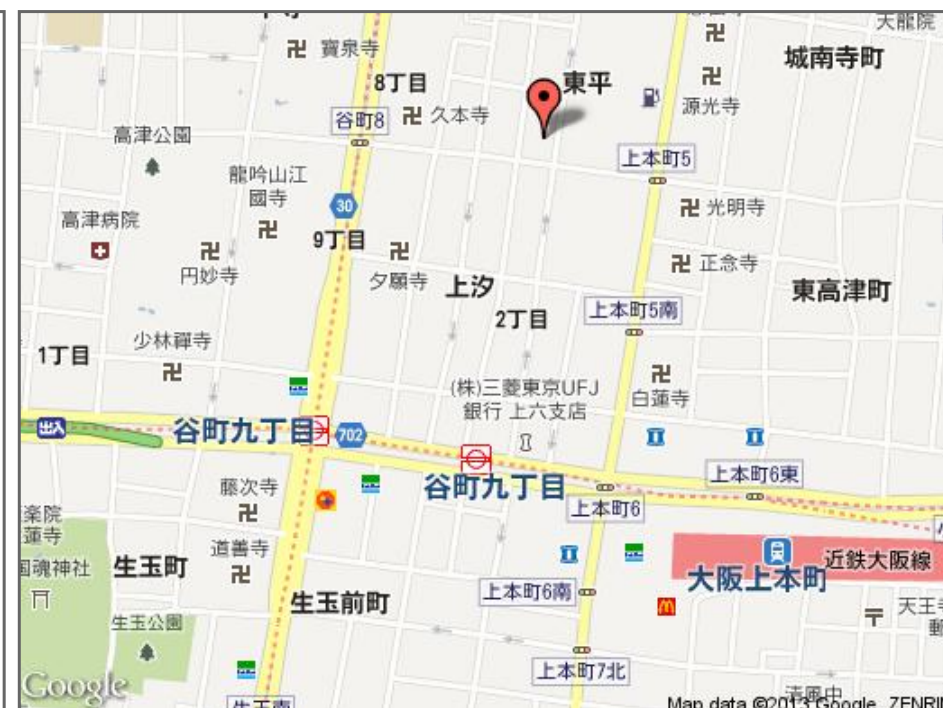 天龍院
寶泉寺
城南寺町
8丁目
東平
久本寺
源光寺
谷町8
高津公園
上本町5
龍吟山江
國寺
30
光明寺
高津病院
9丁目
円妙寺
夕願寺
正念寺
上汐
東高津町
2丁目
上本町5南
少林禪寺
1丁目
(株)三菱東京UFJ
銀行 上六支店
白蓮寺
出入
谷町九丁目
702
谷町九丁目
上本町6東
藤次寺
上本町6
楽院
蓮寺
道善寺
国魂神社
生玉町
近鉄大阪線
大阪上本町
生玉前町
上本町6南
天王寺
生玉公園
上本町7北
Google
清風中
Map data ©2013 Google, ZENRI